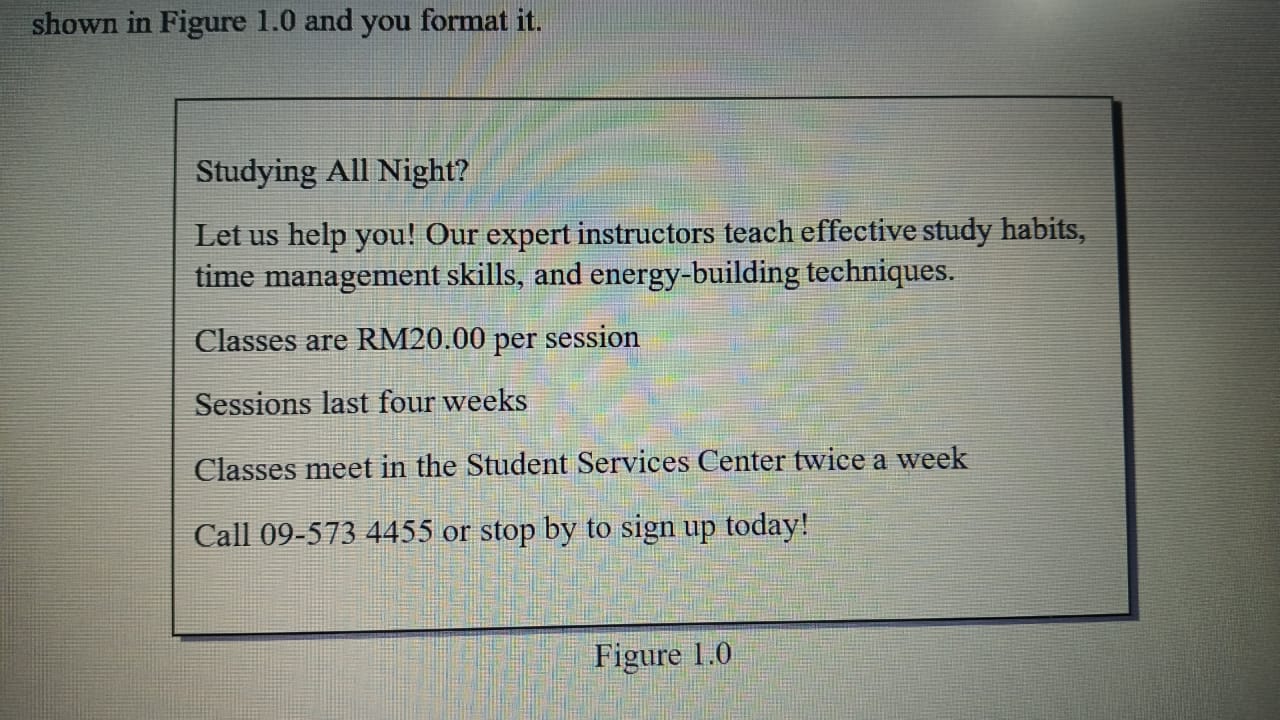 shown in Figure 1.0 and you format it.
Studying All Night?
Let us help you! Our expert instructors teach effective study habits,
time management skills, and energy-building techniques.
Classes are RM20.00 per session
Sessions last four weeks
Classes meet in the Student Services Center twice a week
Call 09-573 4455 or stop by to sign up today!
Figure 1.0